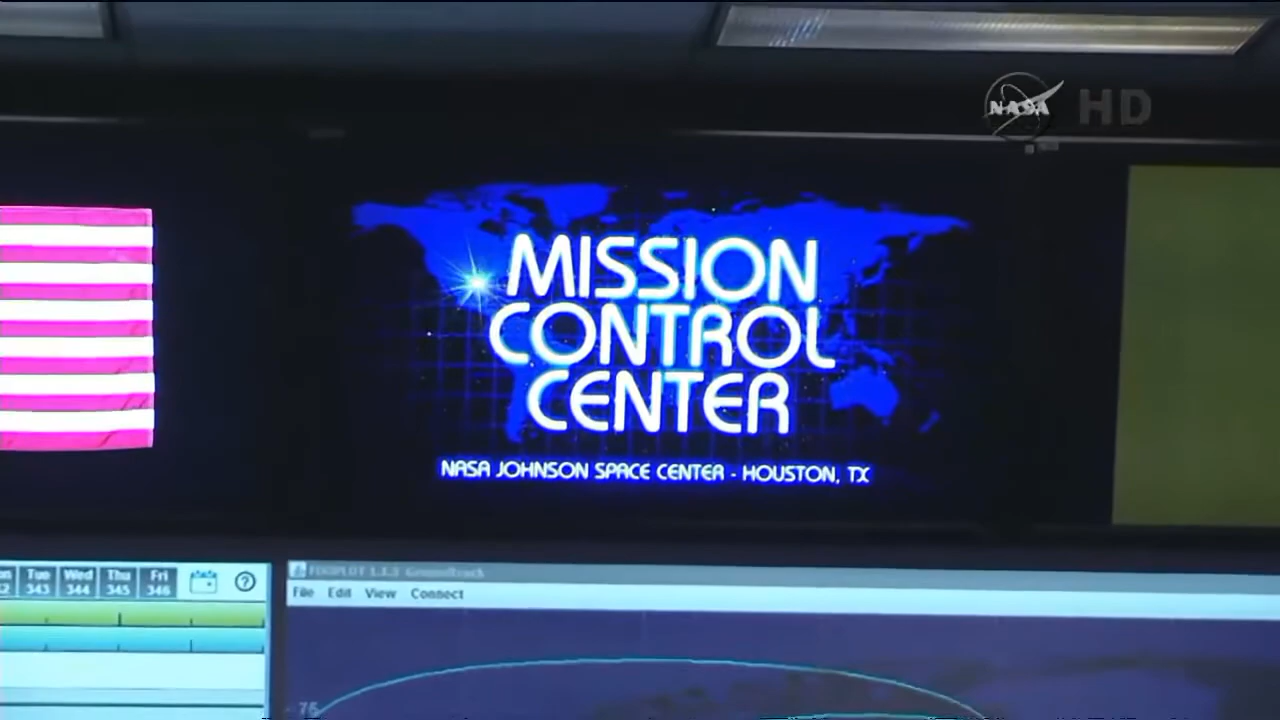 NASA HD
MISSION
CONTROL
CENTER
NASA JOHNSON SPACE CENTER - HOUSTON, TX
Tue Wed Thu Fri
343 344 345 346
?
File Edit View Connect
-75